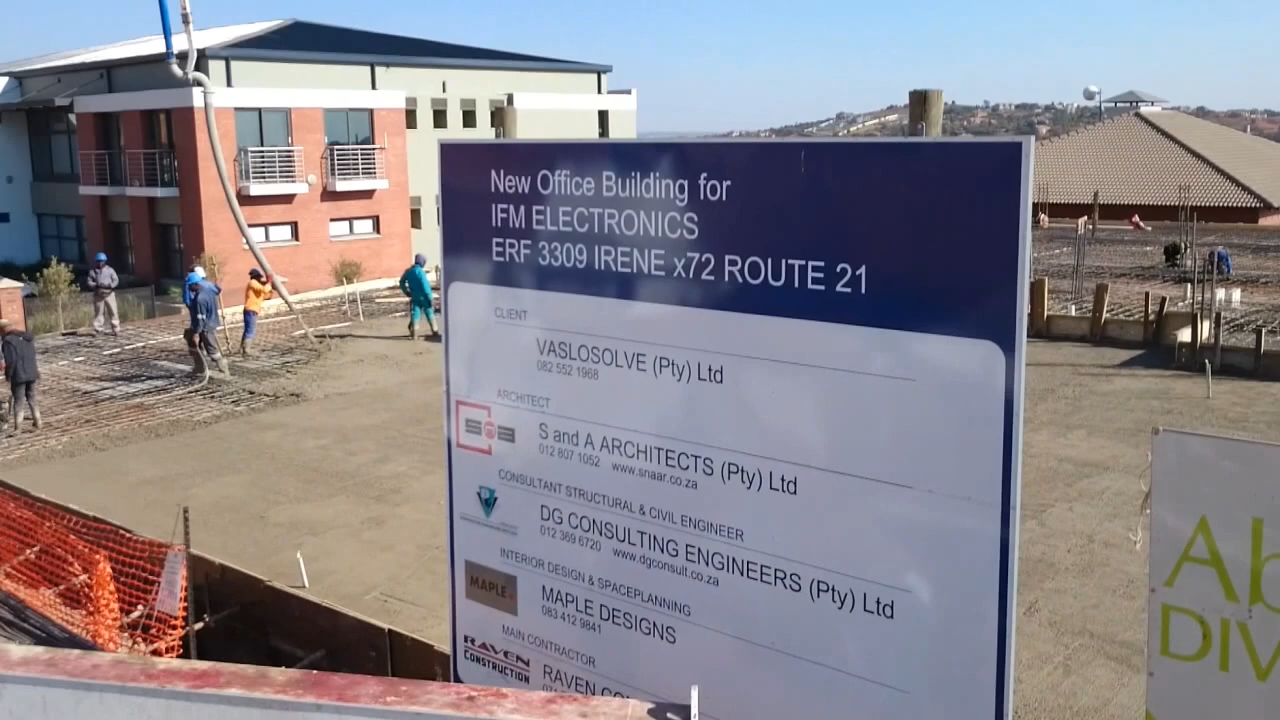 New Office Building for
IFM ELECTRONICS
ERF 3309 IRENE x72 ROUTE 21
CLIENT
VASLOSOLVE (Pty) Ltd
082 552 1968
ARCHITECT
S and A ARCHITECTS (Pty) Ltd
012 807 1052 www.snaar.co.za
CONSULTANT STRUCTURAL & CIVIL ENGINEER
DG CONSULTING ENGINEERS (Pty) Ltd
012 369 6720 www.dgconsult.co.za
INTERIOR DESIGN & SPACEPLANNING
MAPLE
MAPLE DESIGNS
083 412 9841
MAIN CONTRACTOR
RAVEN
CONSTRUCTION
RAVEN
DIV